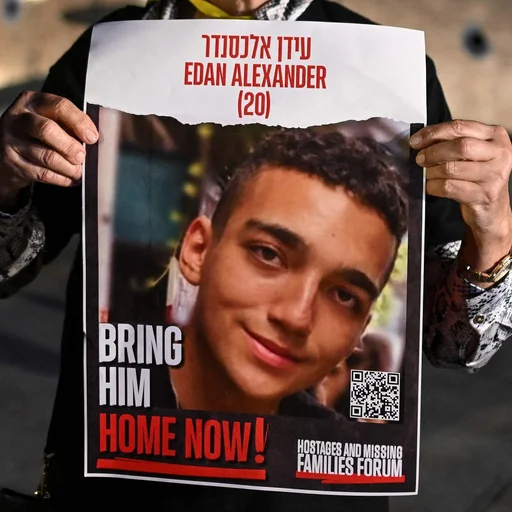 עידן אלכסנדר
EDAN ALEXANDER
(20)
BRING
HIM
HOME NOW!
HOSTAGES AND MISSING
FAMILIES FORUM